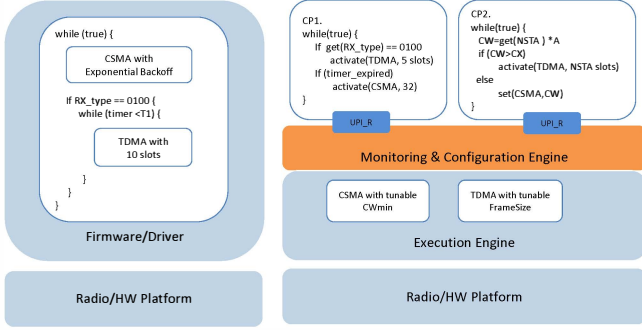 while (true) {
CSMA with
Exponential Backoff
If RX_type == 0100 {
while (timer <T1) {
TDMA with
10 slots
}
}
}
Firmware/Driver
Radio/HW Platform
CP1.
while(true) {
If get(RX_type) == 0100
activate(TDMA, 5 slots)
If (timer_expired)
activate(CSMA, 32)
}
UPI_R
CP2.
while(true) {
CW=get(NSTA ) *A
if (CW>CX)
activate(TDMA, NSTA slots)
else
set(CSMA,CW)
}
UPI_R
Monitoring & Configuration Engine
CSMA with tunable
CWmin
TDMA with tunable
FrameSize
Execution Engine
Radio/HW Platform